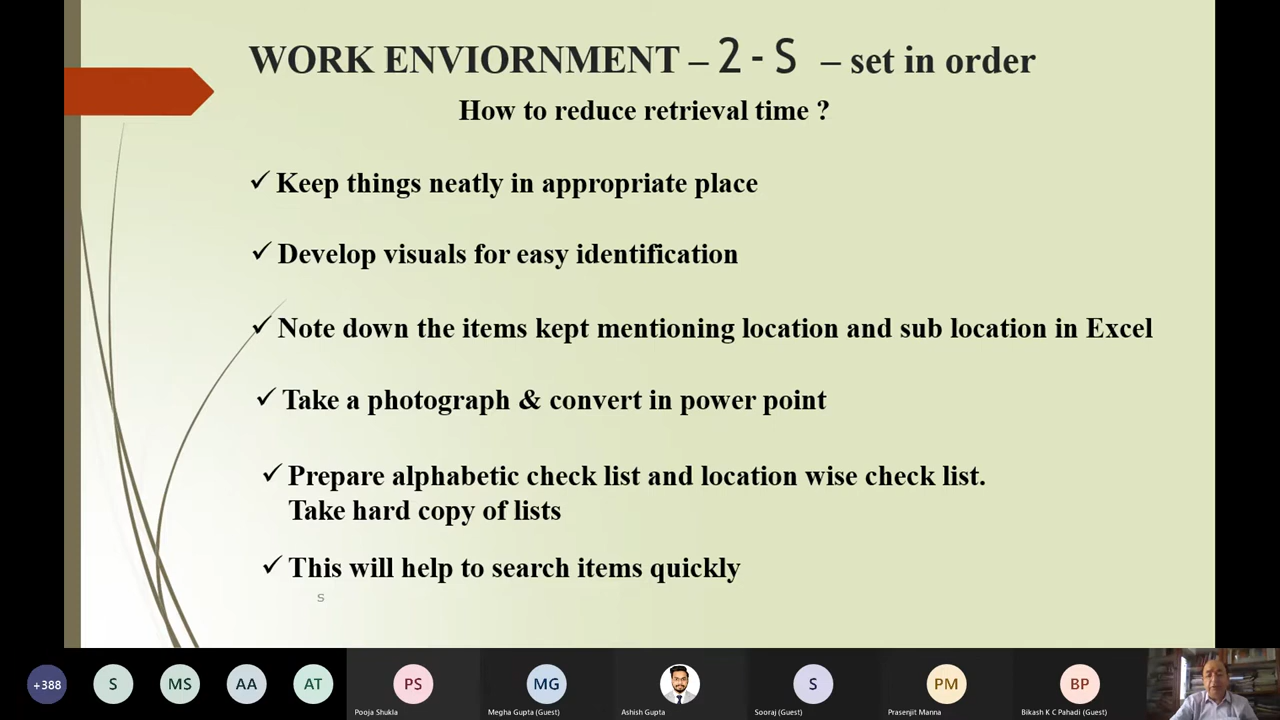 WORK ENVIORNMENT – 2 - S – set in order
How to reduce retrieval time ?
✓ Keep things neatly in appropriate place
✓ Develop visuals for easy identification
✓ Note down the items kept mentioning location and sub location in Excel
✓ Take a photograph & convert in power point
✓ Prepare alphabetic check list and location wise check list.
Take hard copy of lists
✓ This will help to search items quickly
S
+388 S MS AA AT PS MG S PM BP
Pooja Shukla Megha Gupta (Guest) Ashish Gupta Sooraj (Guest) Prasenjit Manna Bikash K C Pahadi (Guest)